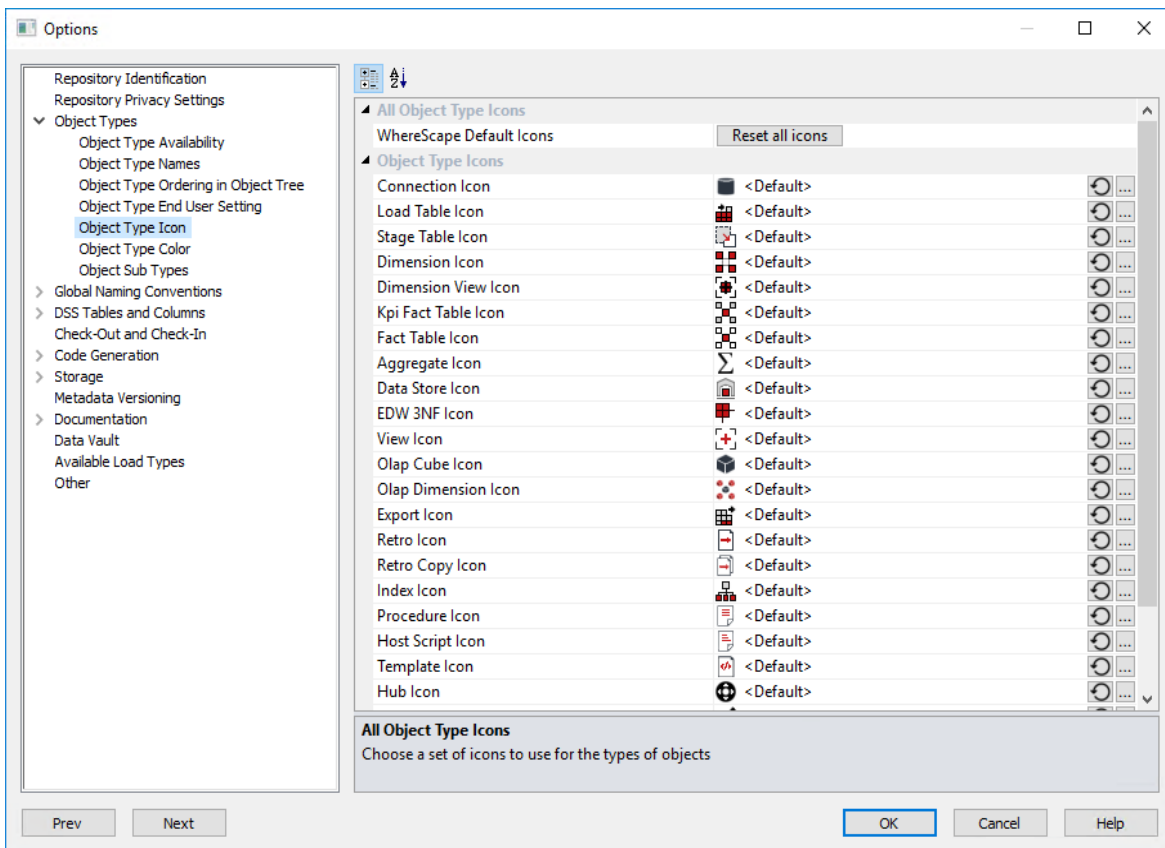 Options
Repository Identification
Repository Privacy Settings
Object Types
Object Type Availability
Object Type Names
Object Type Ordering in Object Tree
Object Type End User Setting
Object Type Icon
Object Type Color
Object Sub Types
Global Naming Conventions
DSS Tables and Columns
Check-Out and Check-In
Code Generation
Storage
Metadata Versioning
Documentation
Data Vault
Available Load Types
Other
All Object Type Icons
WhereScape Default Icons Reset all icons
Object Type Icons
Connection Icon <Default> ...
Load Table Icon <Default> ...
Stage Table Icon <Default> ...
Dimension Icon <Default> ...
Dimension View Icon <Default> ...
Kpi Fact Table Icon <Default> ...
Fact Table Icon <Default> ...
Aggregate Icon <Default> ...
Data Store Icon <Default> ...
EDW 3NF Icon <Default> ...
View Icon <Default> ...
Olap Cube Icon <Default> ...
Olap Dimension Icon <Default> ...
Export Icon <Default> ...
Retro Icon <Default> ...
Retro Copy Icon <Default> ...
Index Icon <Default> ...
Procedure Icon <Default> ...
Host Script Icon <Default> ...
Template Icon <Default> ...
Hub Icon <Default> ...
All Object Type Icons
Choose a set of icons to use for the types of objects
Prev Next OK Cancel Help